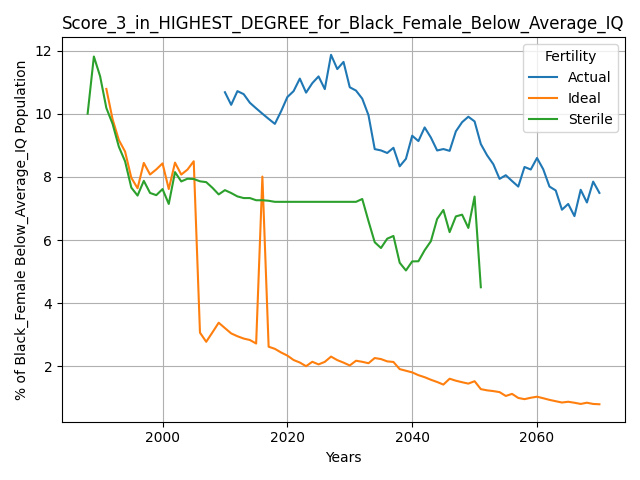 Score_3_in_HIGHEST_DEGREE_for_Black_Female_Below_Average_IQ
Fertility
Actual
Ideal
Sterile
% of Black_Female Below_Average_IQ Population
12
10
8
6
4
2
2000
2020
2040
2060
Years